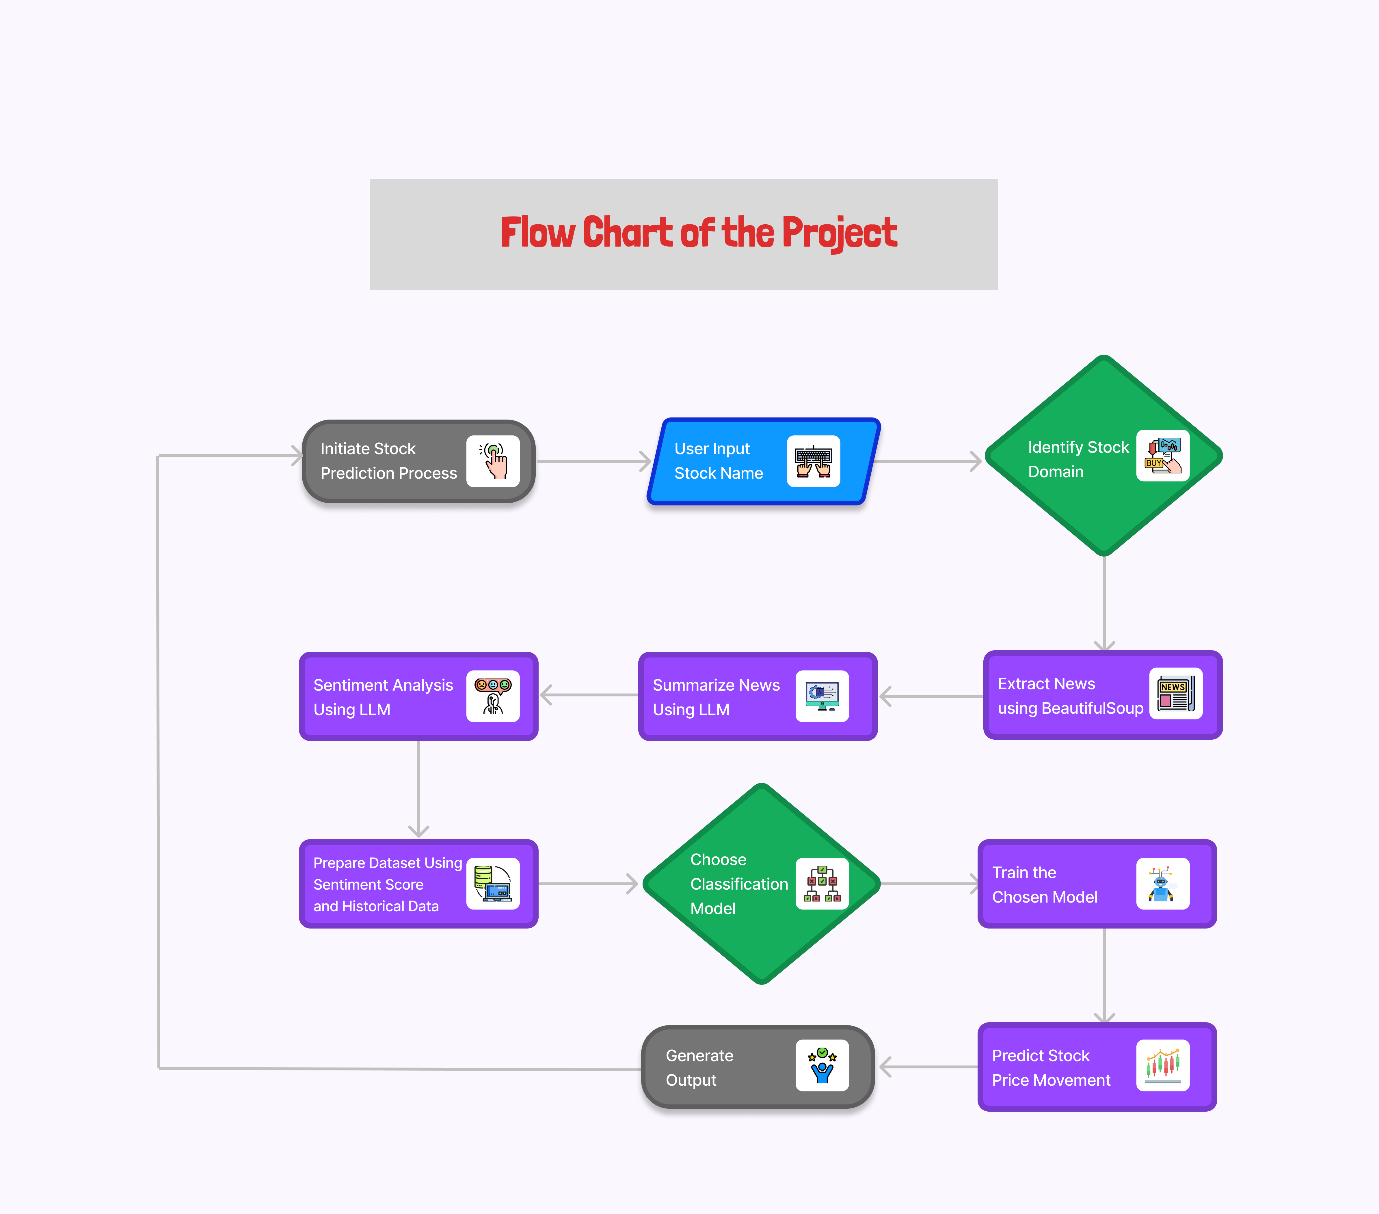 Flow Chart of the Project
Initiate Stock
Prediction Process
User Input
Stock Name
Identify Stock
Domain
BUY
Sentiment Analysis
Using LLM
Summarize News
Using LLM
Extract News
using BeautifulSoup
NEWS
Prepare Dataset Using
Sentiment Score
and Historical Data
Choose
Classification
Model
Train the
Chosen Model
Generate
Output
Predict Stock
Price Movement